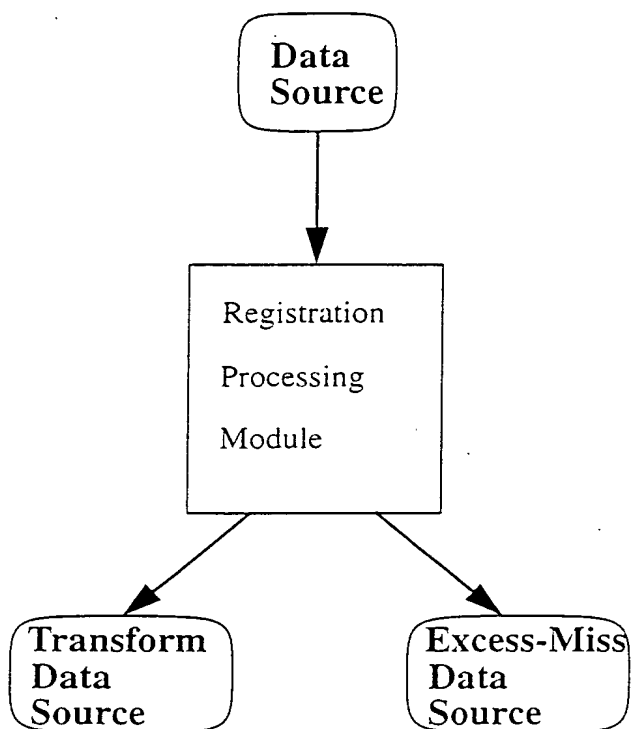 Data
Source
Registration
Processing
Module
Transform
Data
Source
Excess-Miss
Data
Source